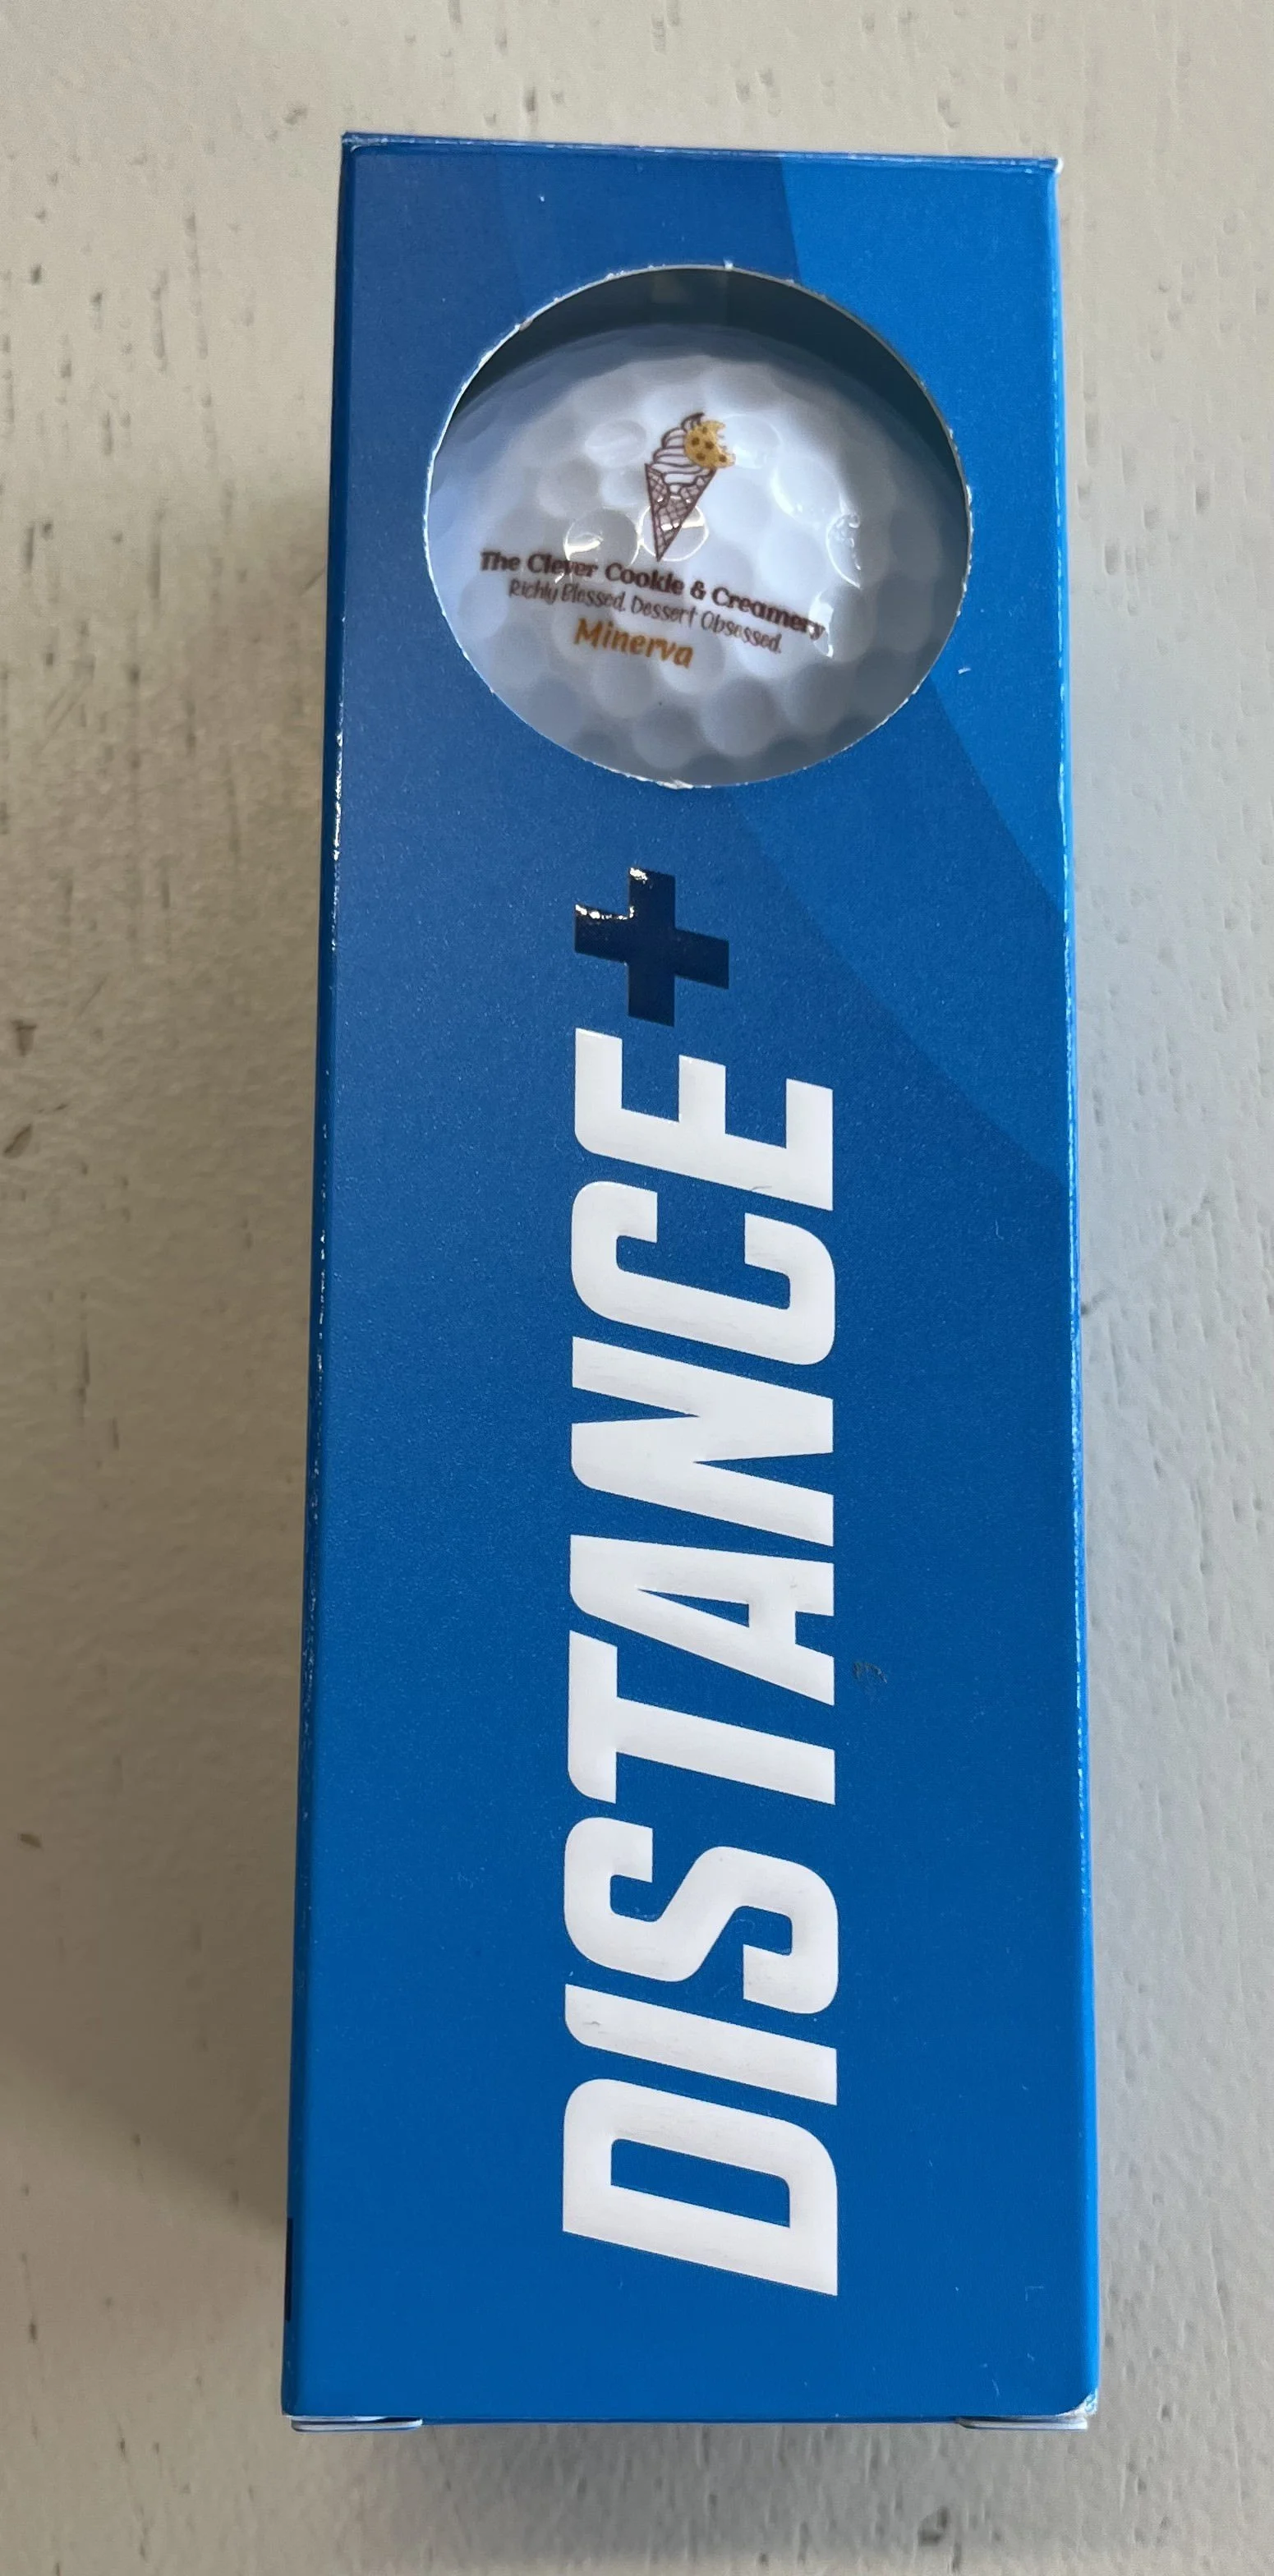 The Clever Cookie & Creamery
Richly Blessed. Dessert Obsessed.
Minerva
DISTANCE+